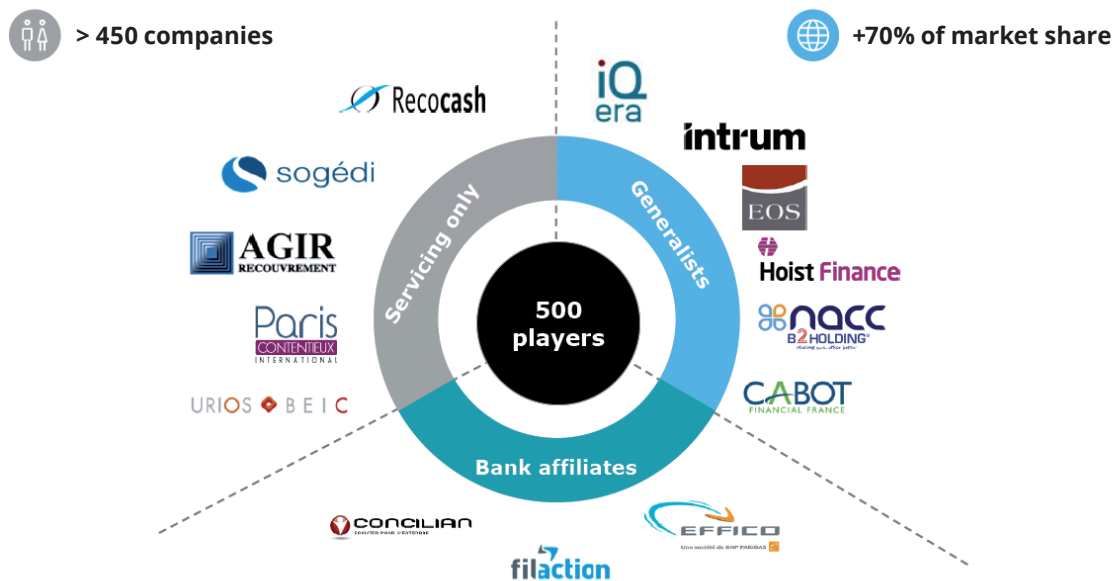 > 450 companies
+70% of market share
Recocash
iQera
intrum
sogédi
EOS
AGIR
RECOUVREMENT
Hoist Finance
Servicing only
Generalists
500
players
Paris
CONTENTIEUX
INTERNATIONAL
nacc
B2HOLDING
URIOS BEIC
CABOT
FINANCIAL FRANCE
Bank affiliates
CONCILIAN
EFFICO
Une société de BNP PARIBAS
filaction